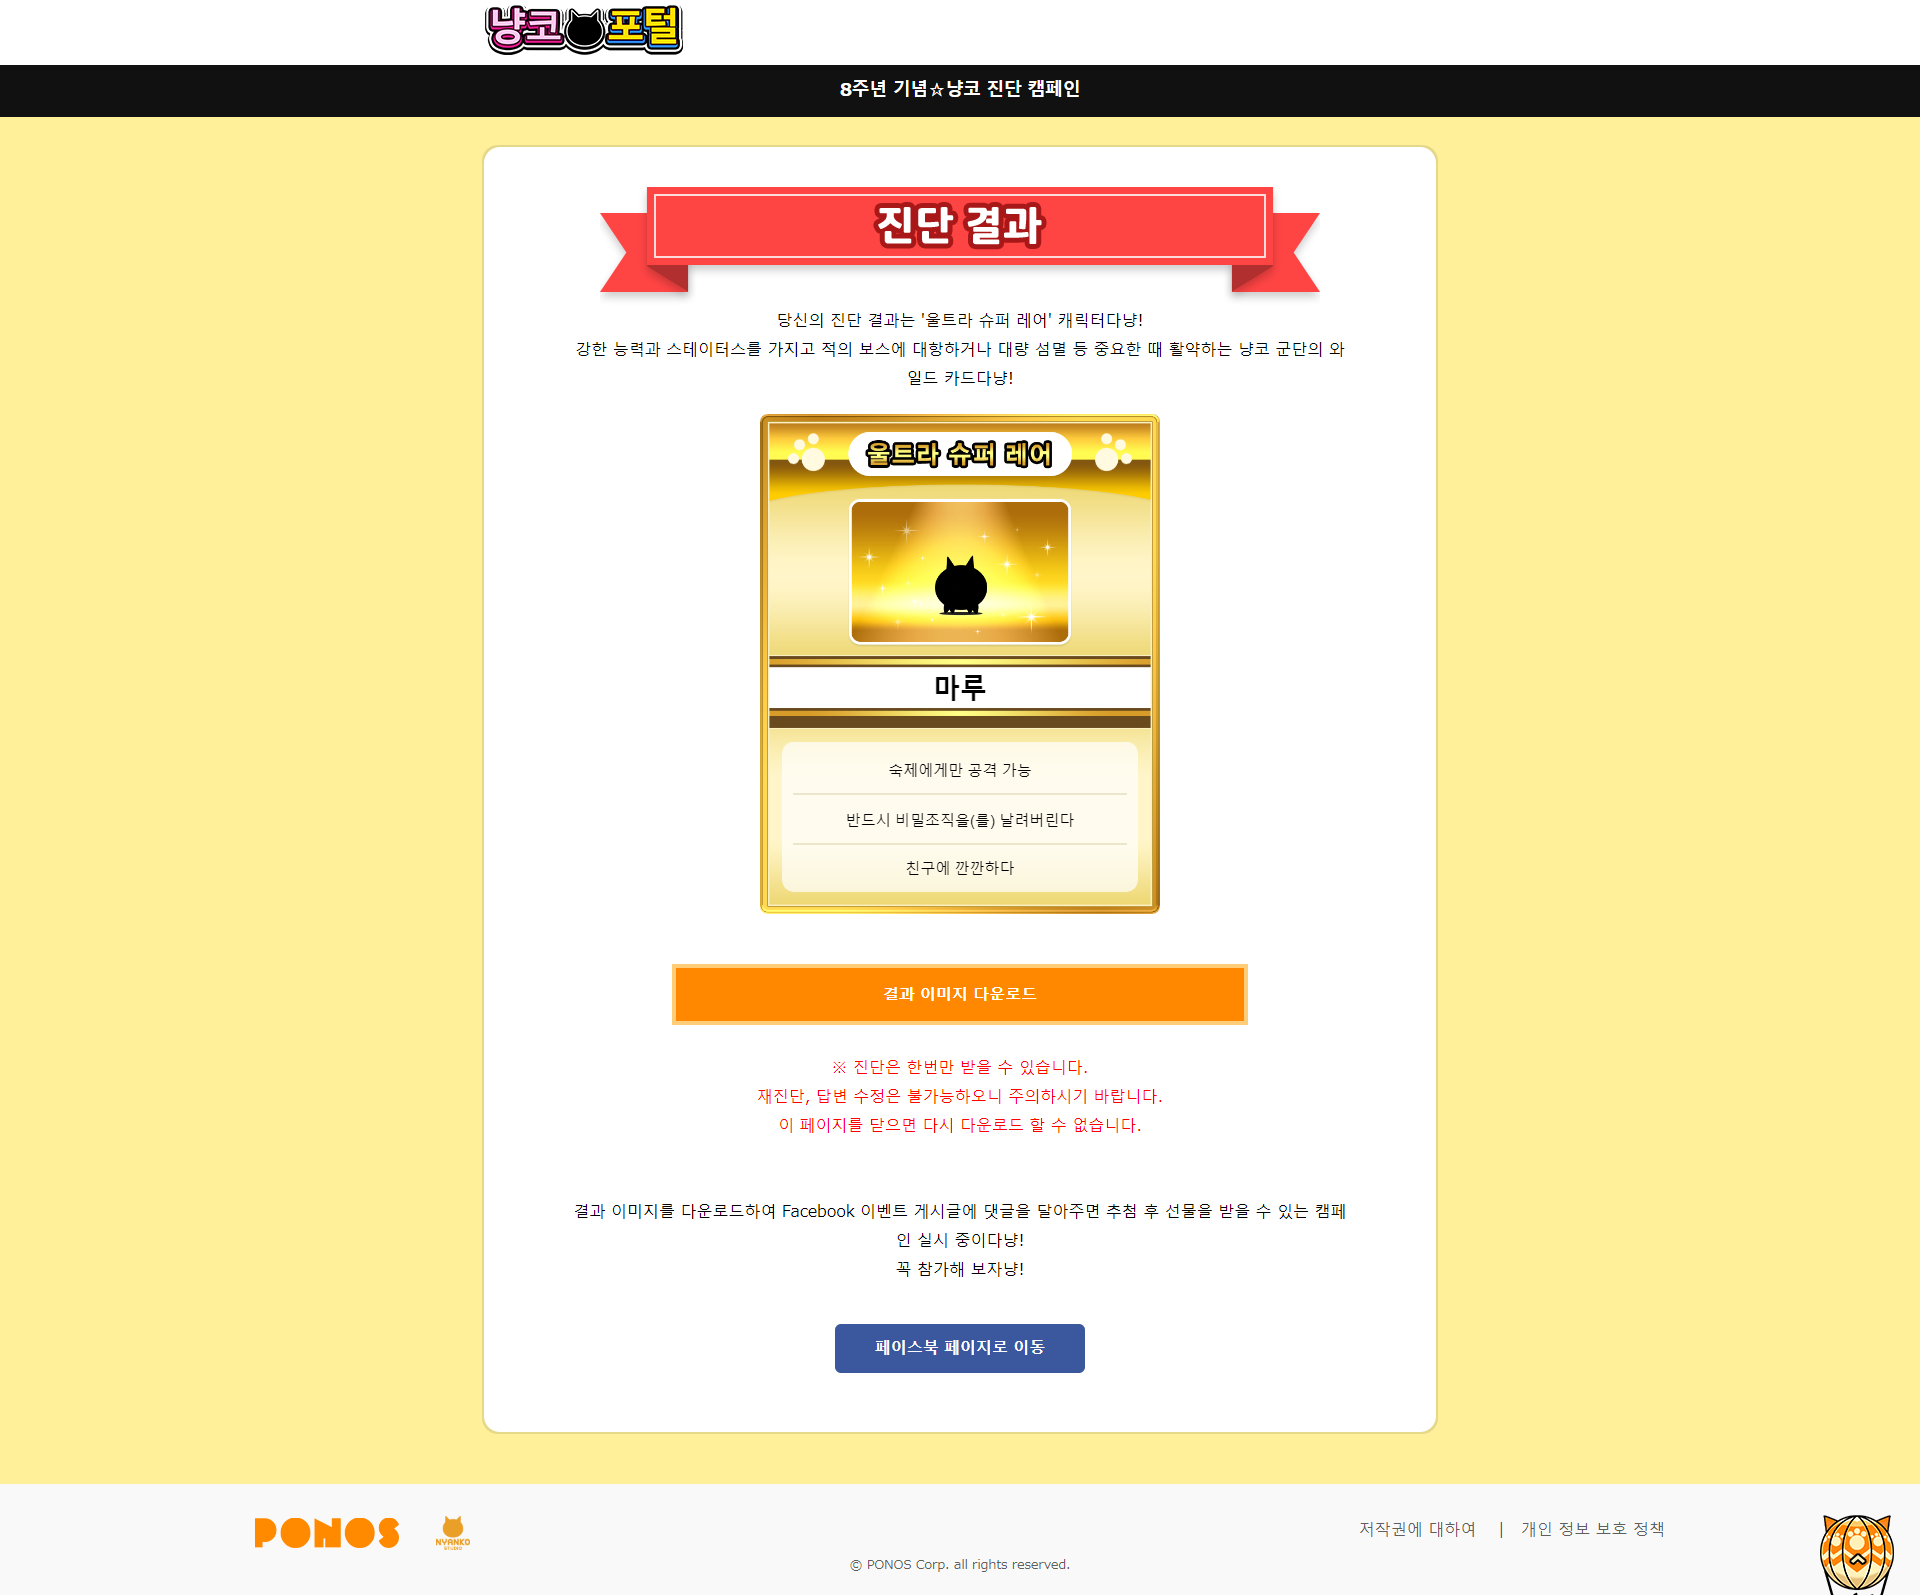 냥코 포털
8주년 기념☆냥코 진단 캠페인
진단 결과
당신의 진단 결과는 '울트라 슈퍼 레어' 캐릭터다냥!
강한 능력과 스테이터스를 가지고 적의 보스에 대항하거나 대량 섬멸 등 중요한 때 활약하는 냥코 군단의 와
일드 카드다냥!
울트라 슈퍼 레어
마루
숙제에게만 공격 가능
반드시 비밀조직을(를) 날려버린다
친구에 깐깐하다
결과 이미지 다운로드
※ 진단은 한번만 받을 수 있습니다.
재진단, 답변 수정은 불가능하오니 주의하시기 바랍니다.
이 페이지를 닫으면 다시 다운로드 할 수 없습니다.
결과 이미지를 다운로드하여 Facebook 이벤트 게시글에 댓글을 달아주면 추첨 후 선물을 받을 수 있는 캠페
인 실시 중이다냥!
꼭 참가해 보자냥!
페이스북 페이지로 이동
PONOS
NYANKO
STUDIO
저작권에 대하여 | 개인 정보 보호 정책
© PONOS Corp. all rights reserved.